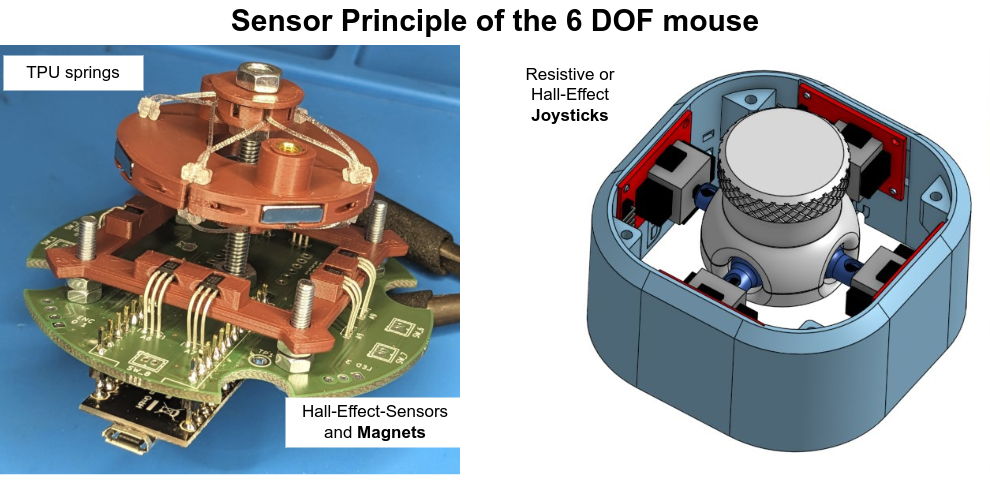 Sensor Principle of the 6 DOF mouse
TPU springs
Resistive or
Hall-Effect
Joysticks
Hall-Effect-Sensors
and Magnets